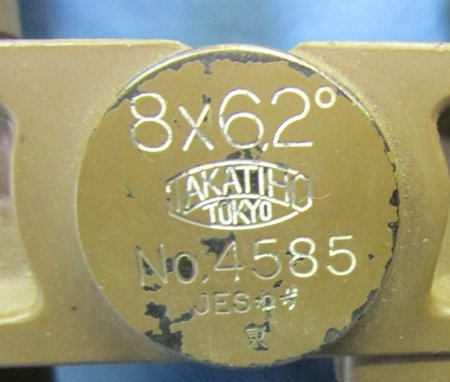 8x6.2°
TAKATIHO
TOKYO
No.4585
JES